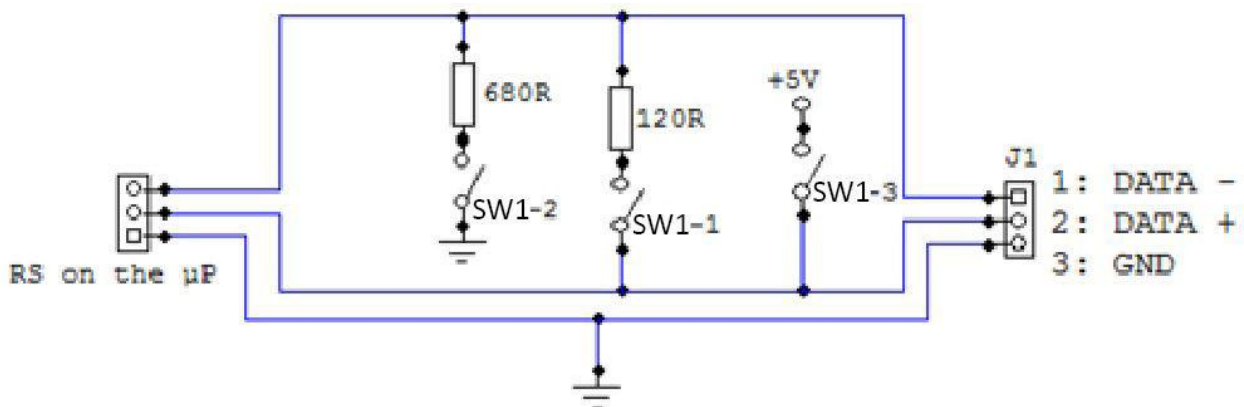 680R
120R
+5V
SW1-2
SW1-1
SW1-3
J1
1: DATA -
2: DATA +
3: GND
RS on the µP